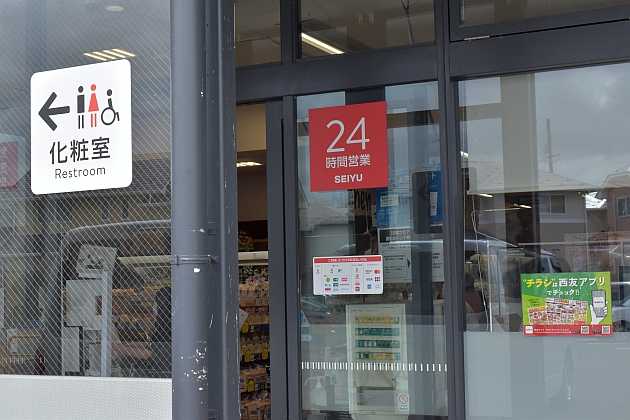 化粧室
Restroom
24
時間営業
SEIYU
チラシは西友アプリ
でチェック!!